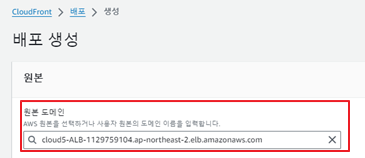 CloudFront > 배포 > 생성
배포 생성
원본
원본 도메인
AWS 원본을 선택하거나 사용자 원본의 도메인 이름을 입력합니다.
cloud5-ALB-1129759104.ap-northeast-2.elb.amazonaws.com